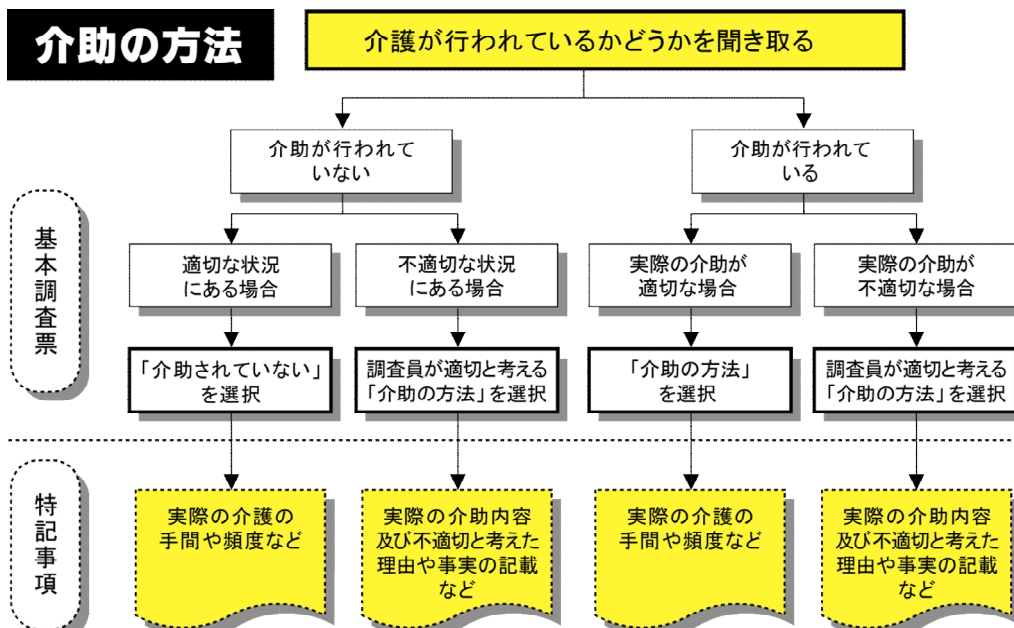 介助の方法
介護が行われているかどうかを聞き取る
介助が行われて
いない
介助が行われて
いる
基本調査票
適切な状況
にある場合
不適切な状況
にある場合
実際の介助が
適切な場合
実際の介助が
不適切な場合
「介助されていない」
を選択
調査員が適切と考える
「介助の方法」を選択
「介助の方法」
を選択
調査員が適切と考える
「介助の方法」を選択
特記事項
実際の介護の
手間や頻度など
実際の介助内容
及び不適切と考えた
理由や事実の記載
など
実際の介護の
手間や頻度など
実際の介助内容
及び不適切と考えた
理由や事実の記載
など